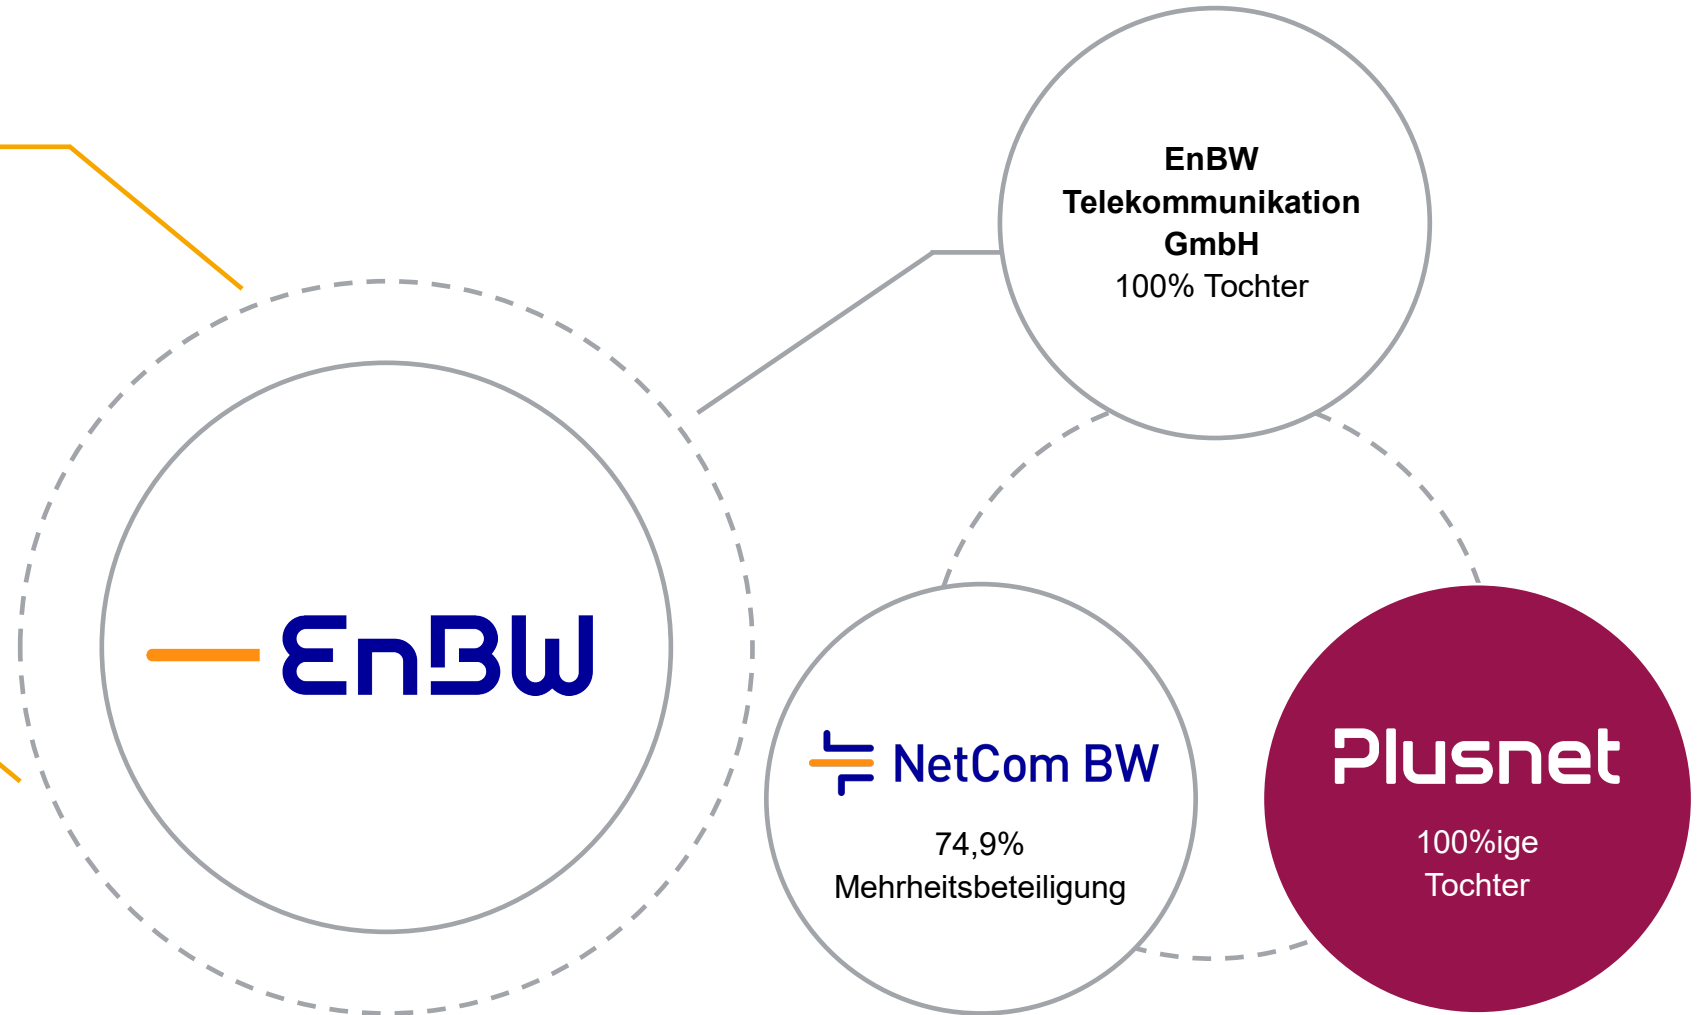 EnBW
Telekommunikation
GmbH
100% Tochter
EnBW
NetCom BW
74,9%
Mehrheitsbeteiligung
Plusnet
100%ige
Tochter